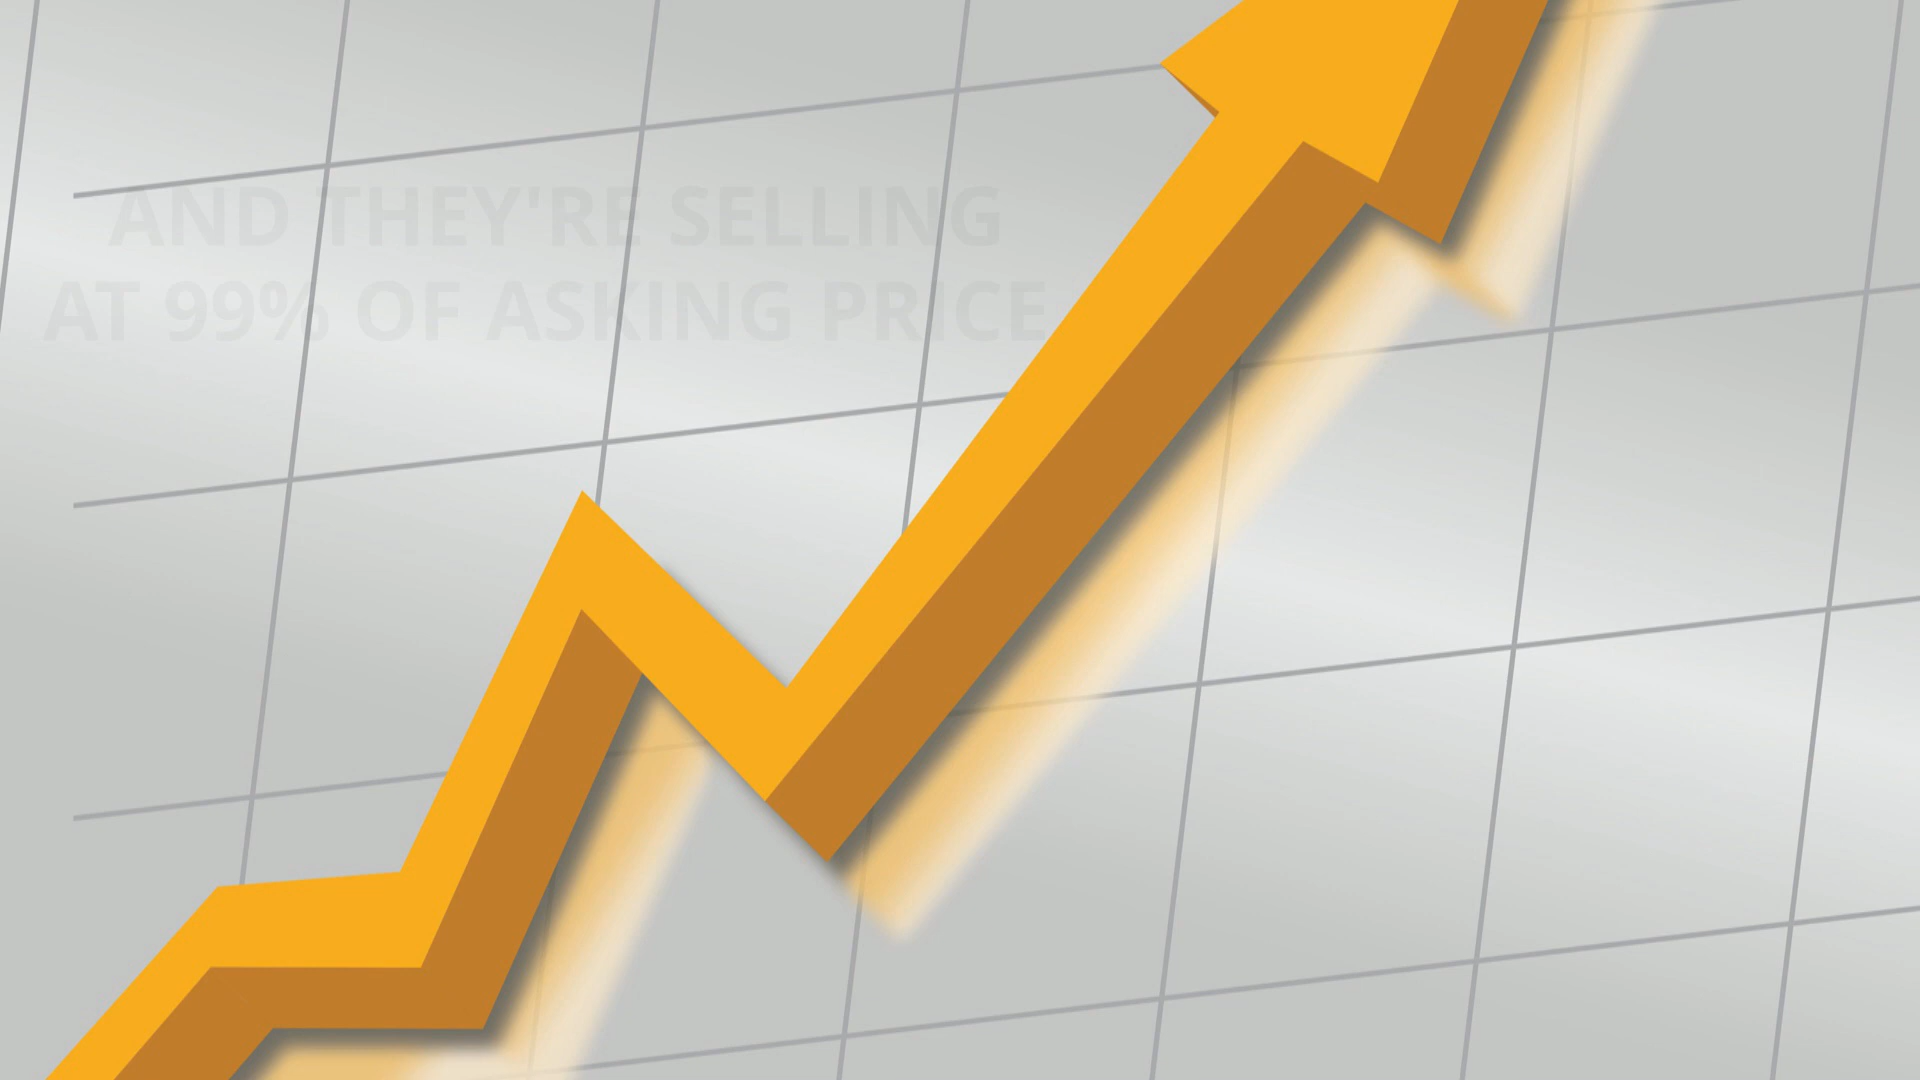 AND THEY'RE SELLING
AT 99% OF ASKING PRICE